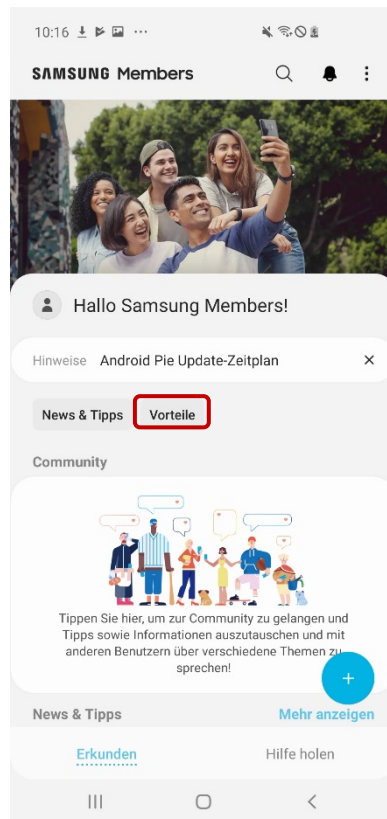 10:16
SAMSUNG Members
Hallo Samsung Members!
Hinweise Android Pie Update-Zeitplan
News & Tipps Vorteile
Community
Tippen Sie hier, um zur Community zu gelangen und
Tipps sowie Informationen auszutauschen und mit
anderen Benutzern über verschiedene Themen zu
sprechen!
News & Tipps Mehr anzeigen
Erkunden Hilfe holen